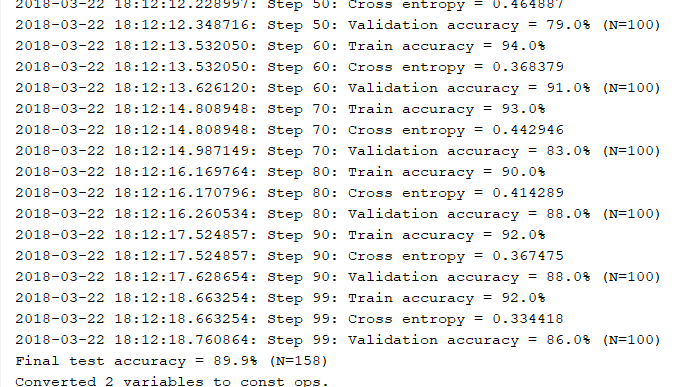 2018-03-22 18:12:12.228997: Step 50: Cross entropy = 0.464887
2018-03-22 18:12:12.348716: Step 50: Validation accuracy = 79.0% (N=100)
2018-03-22 18:12:13.532050: Step 60: Train accuracy = 94.0%
2018-03-22 18:12:13.532050: Step 60: Cross entropy = 0.368379
2018-03-22 18:12:13.626120: Step 60: Validation accuracy = 91.0% (N=100)
2018-03-22 18:12:14.808948: Step 70: Train accuracy = 93.0%
2018-03-22 18:12:14.808948: Step 70: Cross entropy = 0.442946
2018-03-22 18:12:14.987149: Step 70: Validation accuracy = 83.0% (N=100)
2018-03-22 18:12:16.169764: Step 80: Train accuracy = 90.0%
2018-03-22 18:12:16.170796: Step 80: Cross entropy = 0.414289
2018-03-22 18:12:16.260534: Step 80: Validation accuracy = 88.0% (N=100)
2018-03-22 18:12:17.524857: Step 90: Train accuracy = 92.0%
2018-03-22 18:12:17.524857: Step 90: Cross entropy = 0.367475
2018-03-22 18:12:17.628654: Step 90: Validation accuracy = 88.0% (N=100)
2018-03-22 18:12:18.663254: Step 99: Train accuracy = 92.0%
2018-03-22 18:12:18.663254: Step 99: Cross entropy = 0.334418
2018-03-22 18:12:18.760864: Step 99: Validation accuracy = 86.0% (N=100)
Final test accuracy = 89.9% (N=158)
Converted 2 variables to const ops.